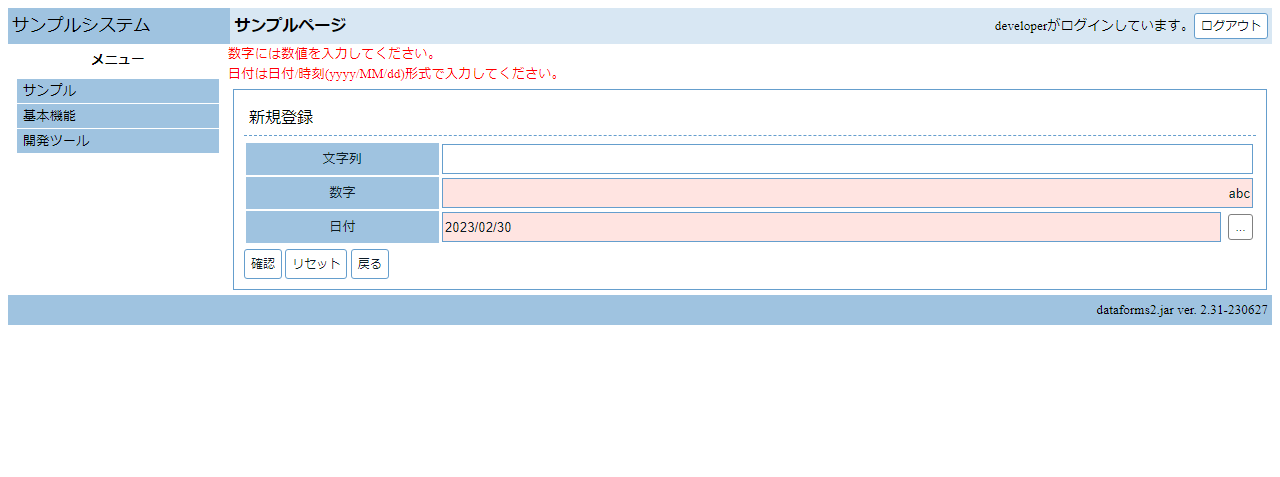 サンプルシステム
サンプルページ
developerがログインしています。 ログアウト
メニュー
サンプル
基本機能
開発ツール
数字には数値を入力してください。
日付は日付/時刻(yyyy/MM/dd)形式で入力してください。
新規登録
文字列
数字 abc
日付 2023/02/30 ...
確認 リセット 戻る
dataforms2.jar ver. 2.31-230627